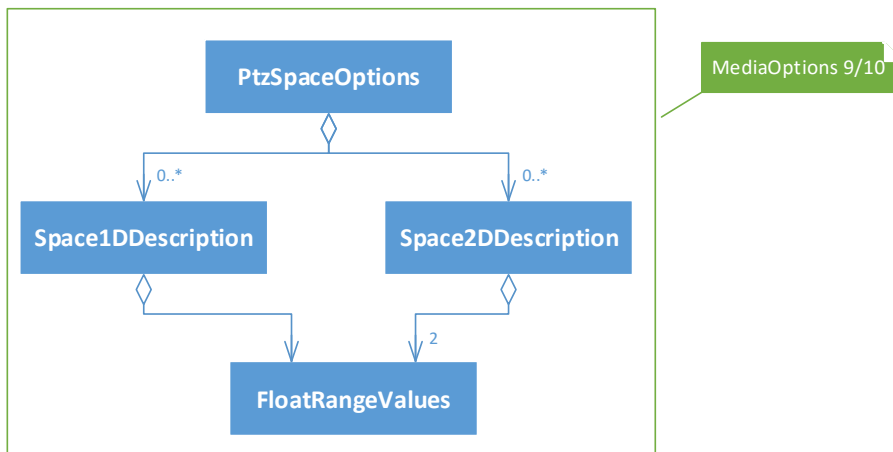 PtzSpaceOptions
MediaOptions 9/10
0..*
0..*
Space1DDescription
Space2DDescription
2
FloatRangeValues